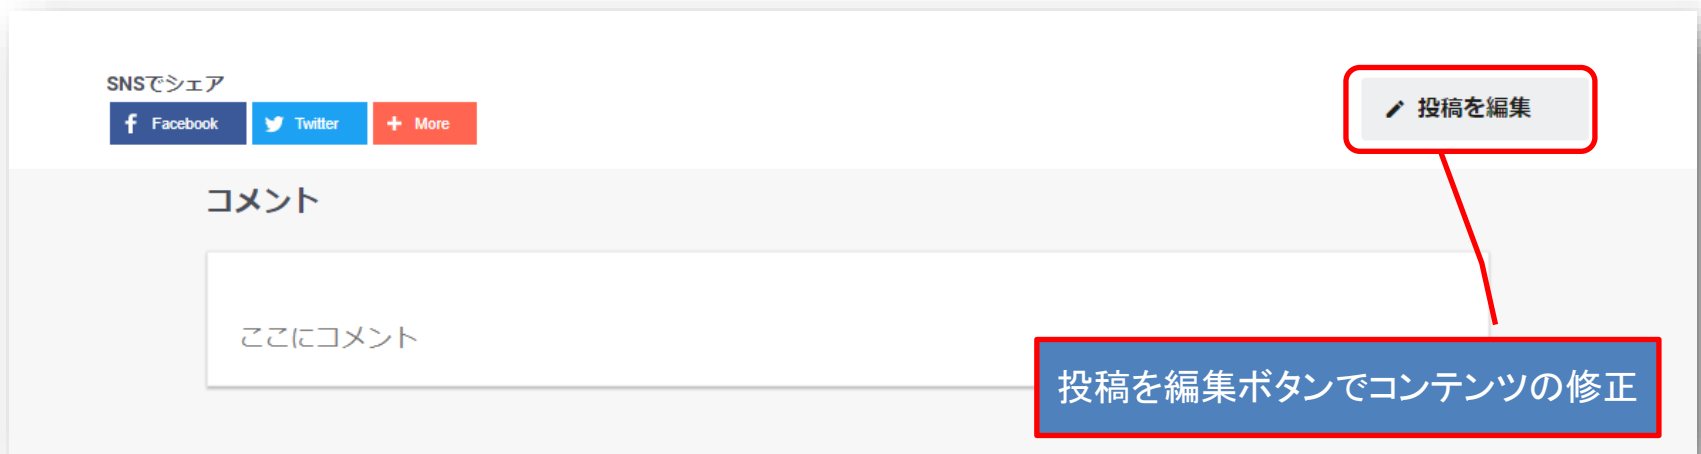 SNSでシェア
Facebook
Twitter
More
投稿を編集
コメント
ここにコメント
投稿を編集ボタンでコンテンツの修正